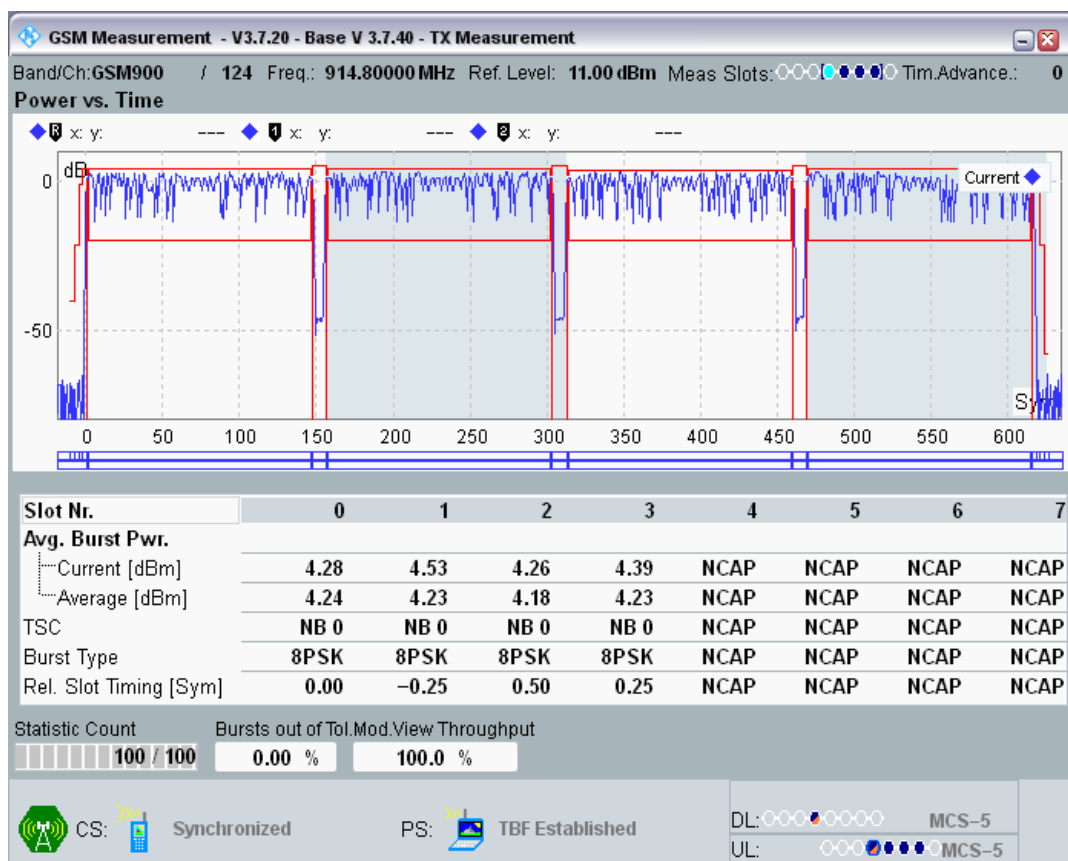 GSM Measurement - V3.7.20 - Base V 3.7.40 - TX Measurement
Band/Ch:GSM900 / 124 Freq.: 914.80000 MHz Ref. Level: 11.00 dBm Meas Slots: Tim.Advance.: 0
Power vs. Time
R x: y: --- 1 x: y: --- 2 x: y: ---
Current
0
-50
0 50 100 150 200 250 300 350 400 450 500 550 600
Slot Nr. 0 1 2 3 4 5 6 7
Avg. Burst Pwr.
Current [dBm] 4.28 4.53 4.26 4.39 NCAP NCAP NCAP NCAP
Average [dBm] 4.24 4.23 4.18 4.23 NCAP NCAP NCAP NCAP
TSC NB 0 NB 0 NB 0 NB 0 NCAP NCAP NCAP NCAP
Burst Type 8PSK 8PSK 8PSK 8PSK NCAP NCAP NCAP NCAP
Rel. Slot Timing [Sym] 0.00 −0.25 0.50 0.25 NCAP NCAP NCAP NCAP
Statistic Count Bursts out of Tol.Mod.View Throughput
100 / 100 0.00 % 100.0 %
CS: Synchronized PS: TBF Established
DL: MCS−5
UL: MCS−5